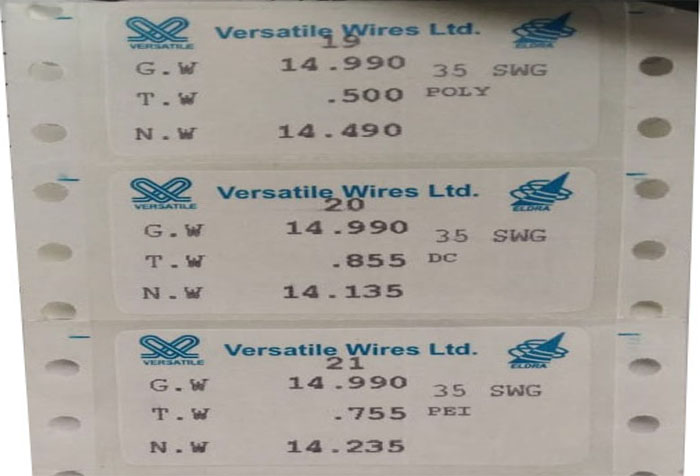 VERSATILE Versatile Wires Ltd. ELDRA
19
G.W 14.990 35 SWG
T.W .500 POLY
N.W 14.490
VERSATILE Versatile Wires Ltd. ELDRA
20
G.W 14.990 35 SWG
T.W .855 DC
N.W 14.135
VERSATILE Versatile Wires Ltd. ELDRA
21
G.W 14.990 35 SWG
T.W .755 PEI
N.W 14.235